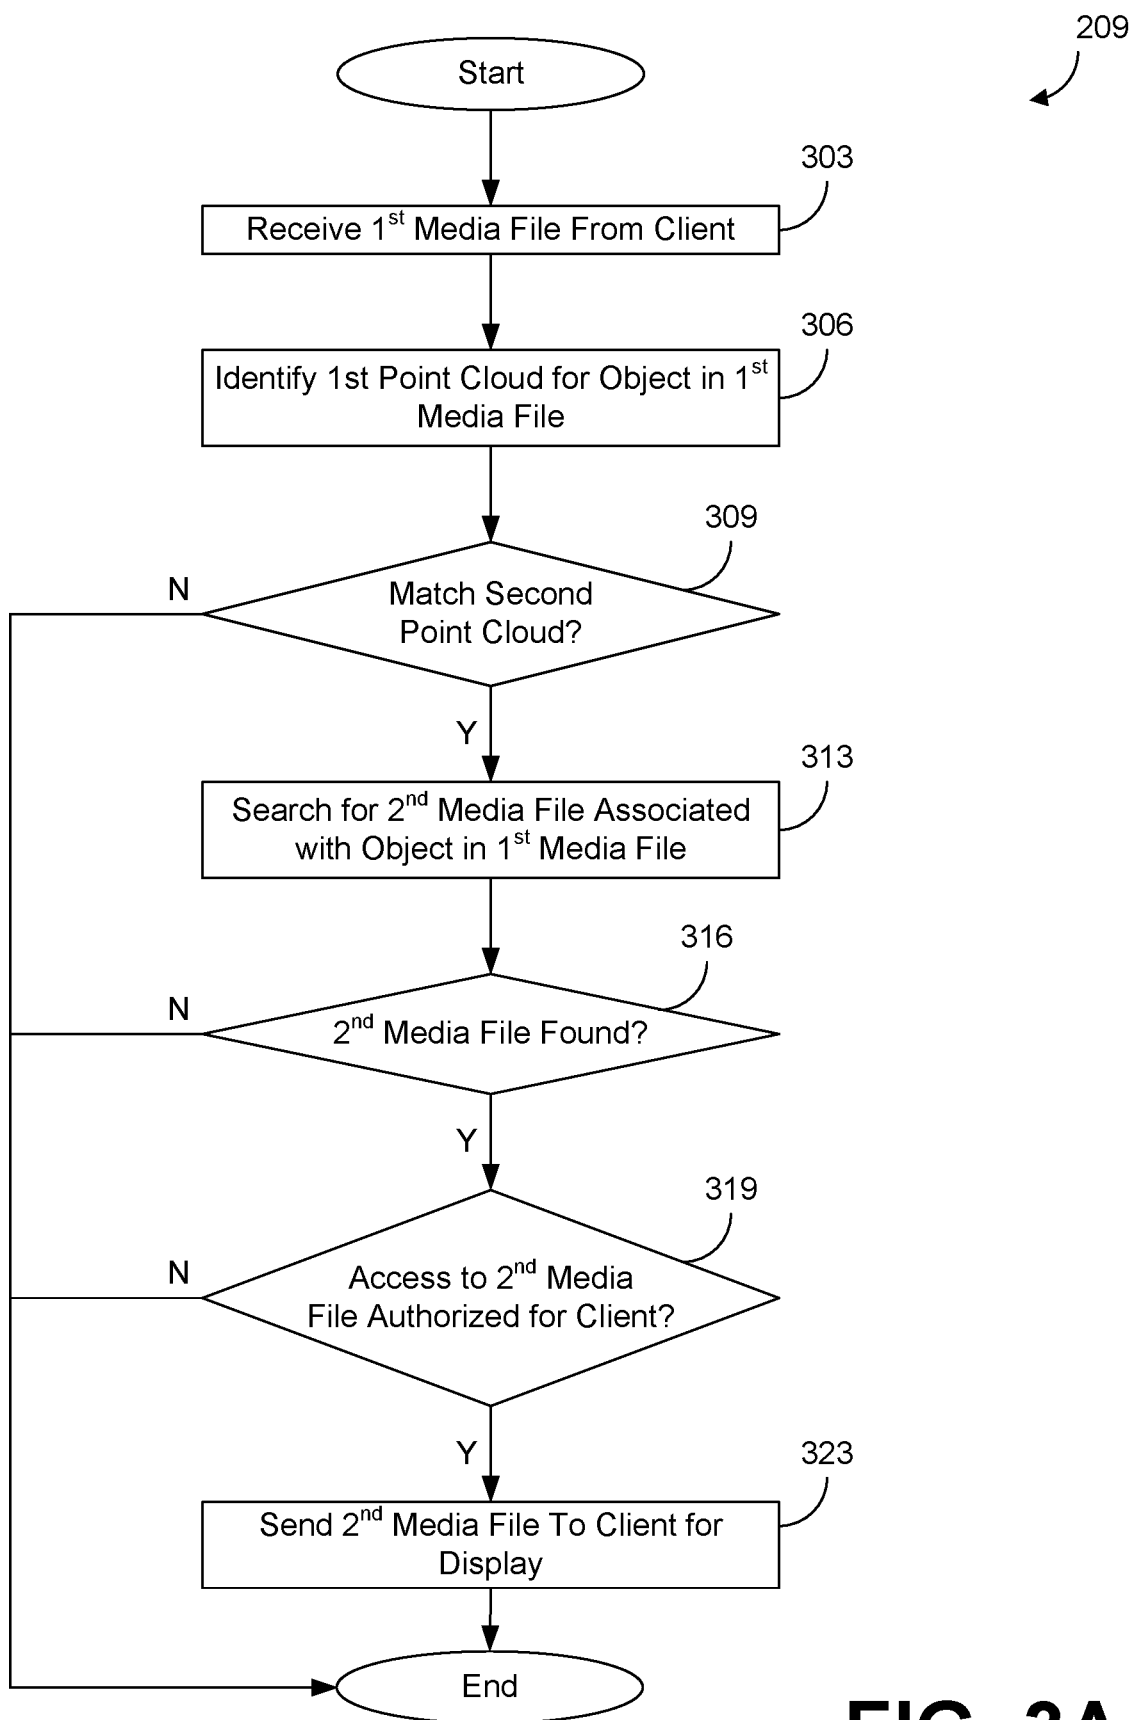 209
Start
303
Receive 1st Media File From Client
306
Identify 1st Point Cloud for Object in 1st
Media File
309
N
Match Second
Point Cloud?
Y
313
Search for 2nd Media File Associated
with Object in 1st Media File
316
N
2nd Media File Found?
Y
319
N
Access to 2nd Media
File Authorized for Client?
Y
323
Send 2nd Media File To Client for
Display
End
FIG. 3A